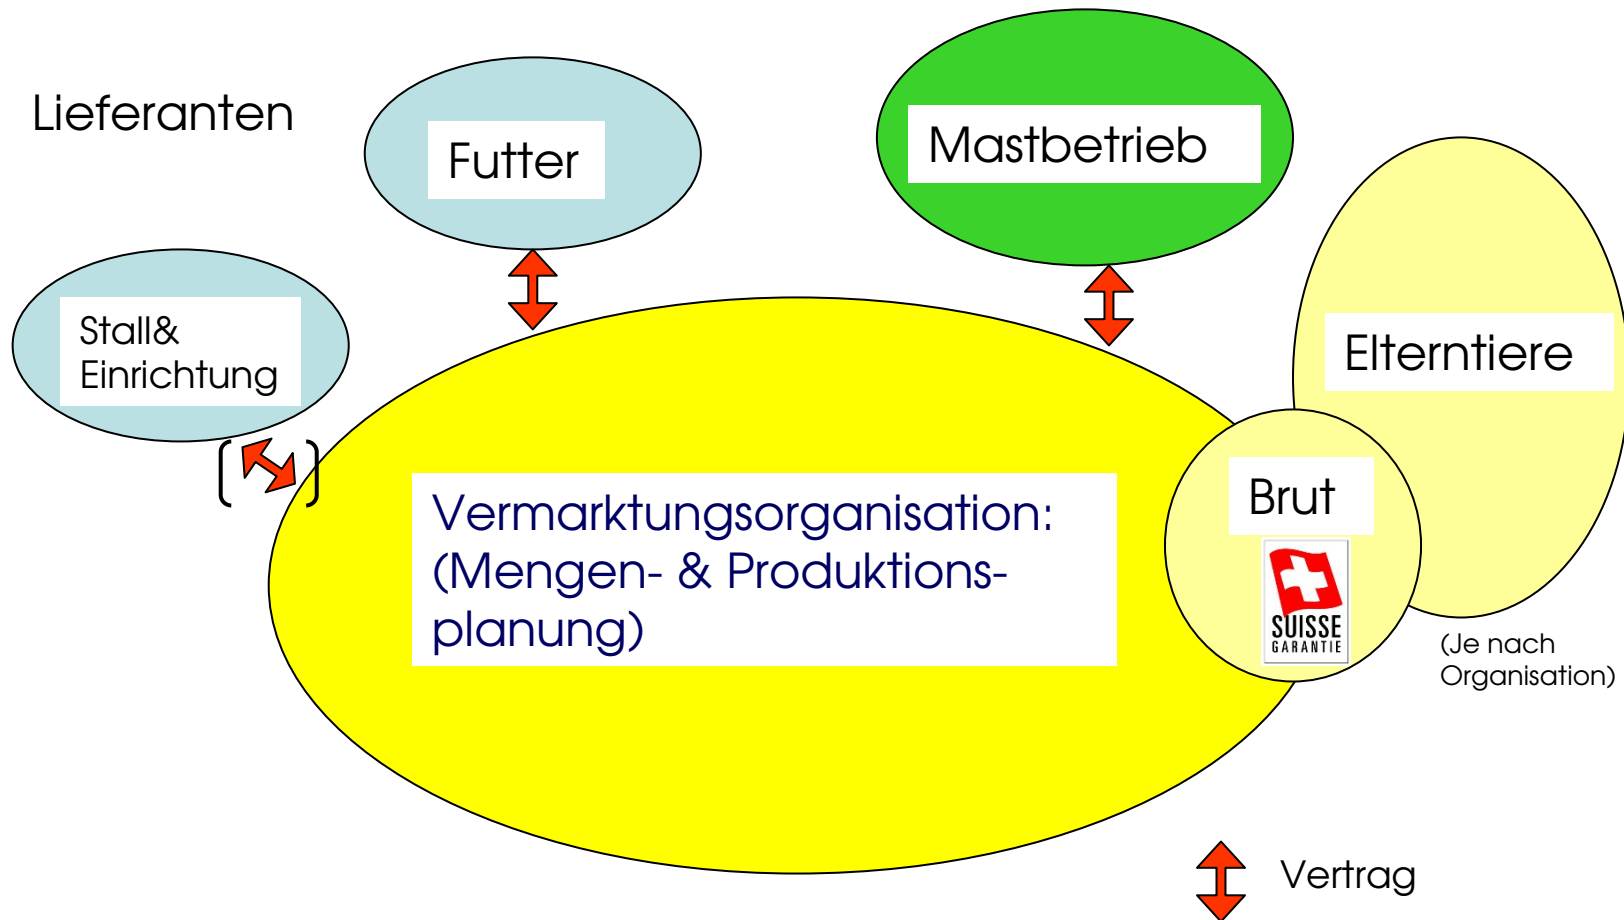 Lieferanten
Futter
Mastbetrieb
Stall&
Einrichtung
Elterntiere
Vermarktungsorganisation:
(Mengen- & Produktions-
planung)
Brut
SUISSE
GARANTIE
(Je nach
Organisation)
Vertrag